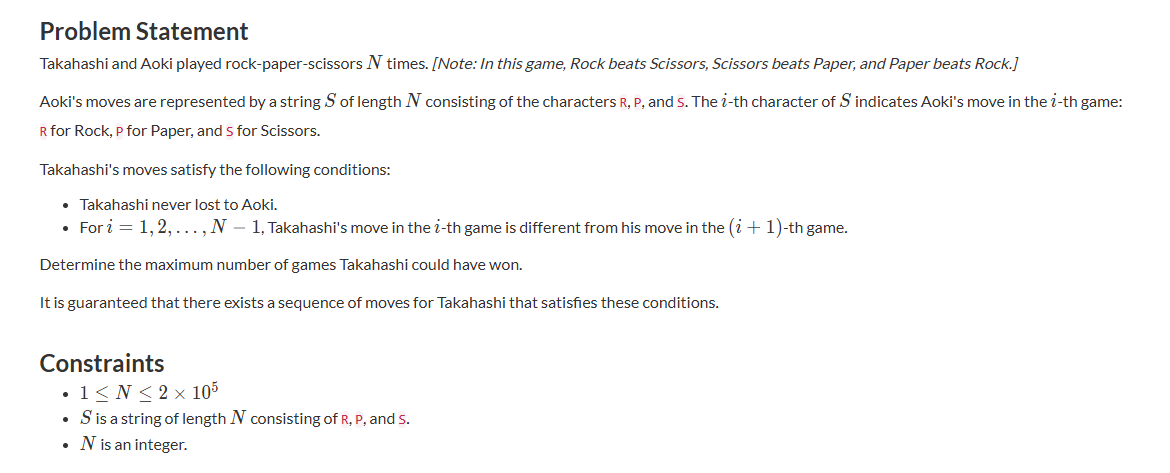 Problem Statement
Takahashi and Aoki played rock-paper-scissors N times. [Note: In this game, Rock beats Scissors, Scissors beats Paper, and Paper beats Rock.]
Aoki's moves are represented by a string S of length N consisting of the characters R, P, and S. The i-th character of S indicates Aoki's move in the i-th game:
R for Rock, P for Paper, and S for Scissors.
Takahashi's moves satisfy the following conditions:
• Takahashi never lost to Aoki.
• For i = 1, 2, . . . , N − 1, Takahashi's move in the i-th game is different from his move in the (i + 1)-th game.
Determine the maximum number of games Takahashi could have won.
It is guaranteed that there exists a sequence of moves for Takahashi that satisfies these conditions.
Constraints
• 1 ≤ N ≤ 2 × 10⁵
• S is a string of length N consisting of R, P, and S.
• N is an integer.